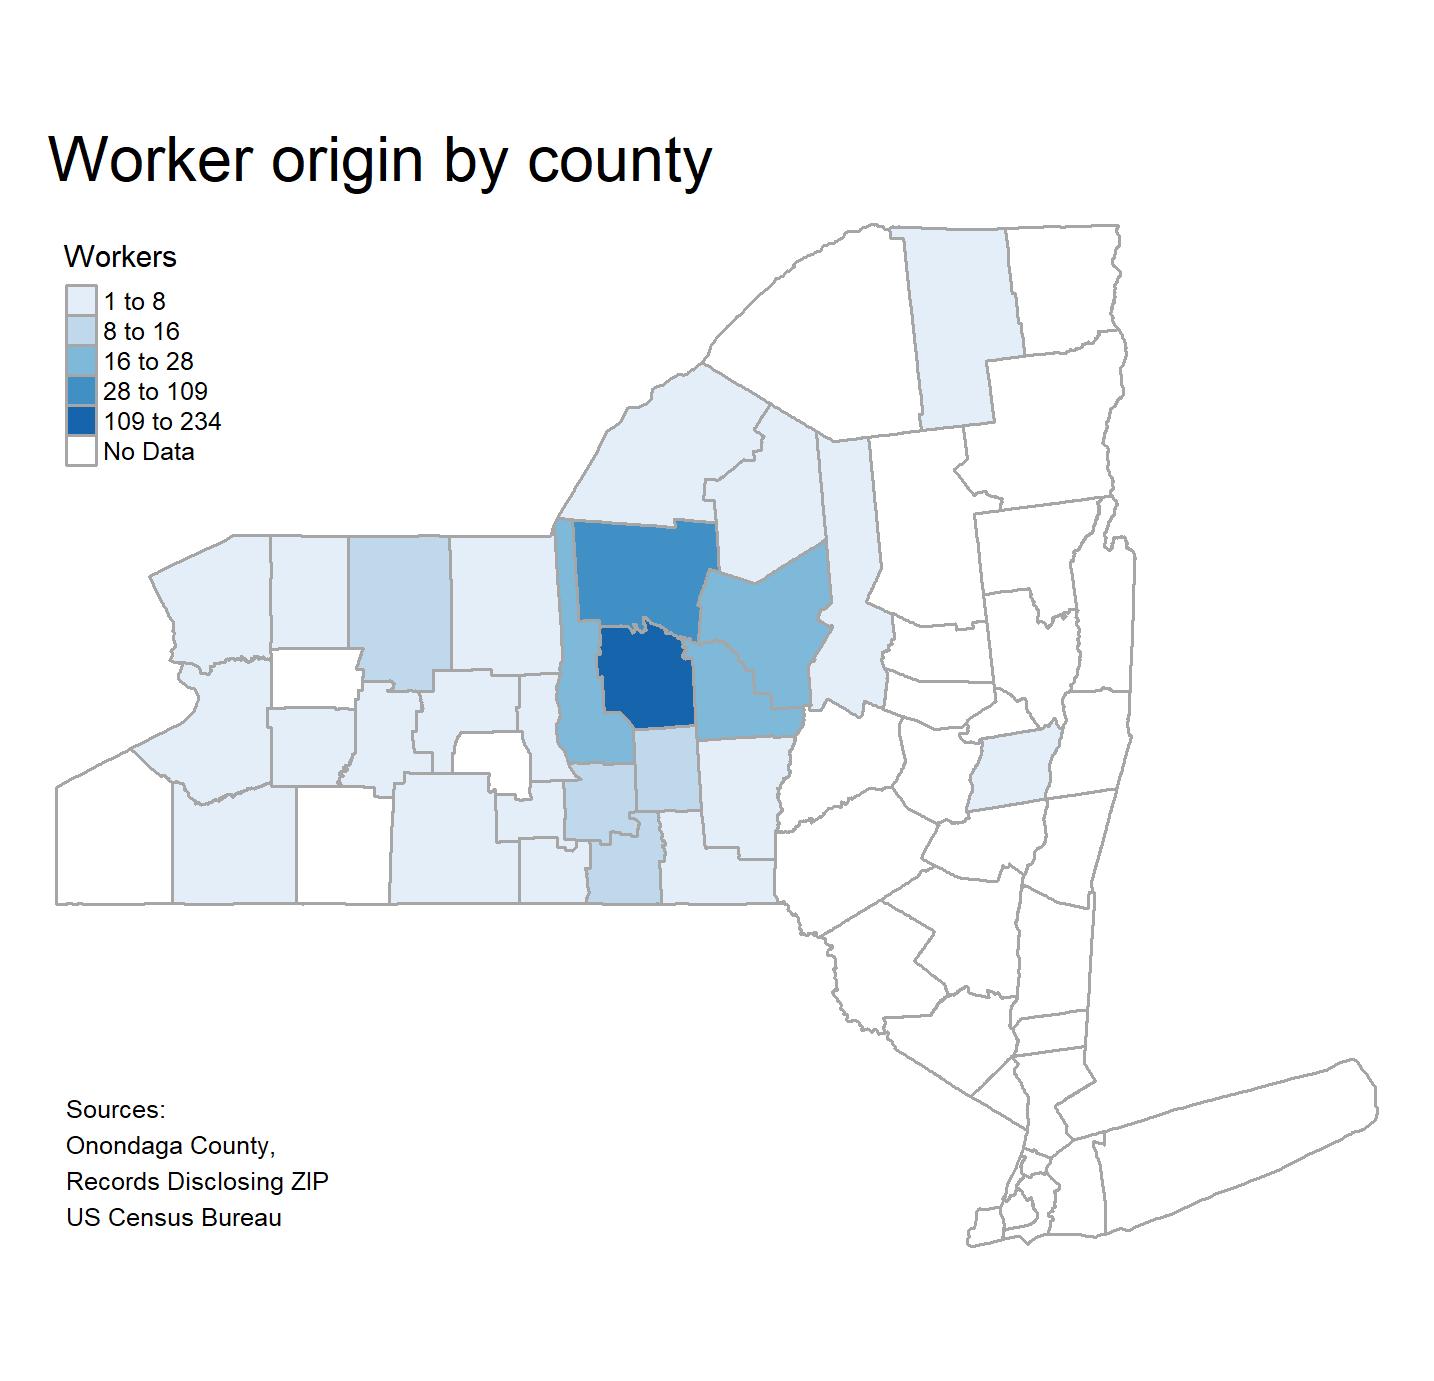 Worker origin by county
Workers
1 to 8
8 to 16
16 to 28
28 to 109
109 to 234
No Data
Sources:
Onondaga County,
Records Disclosing ZIP
US Census Bureau